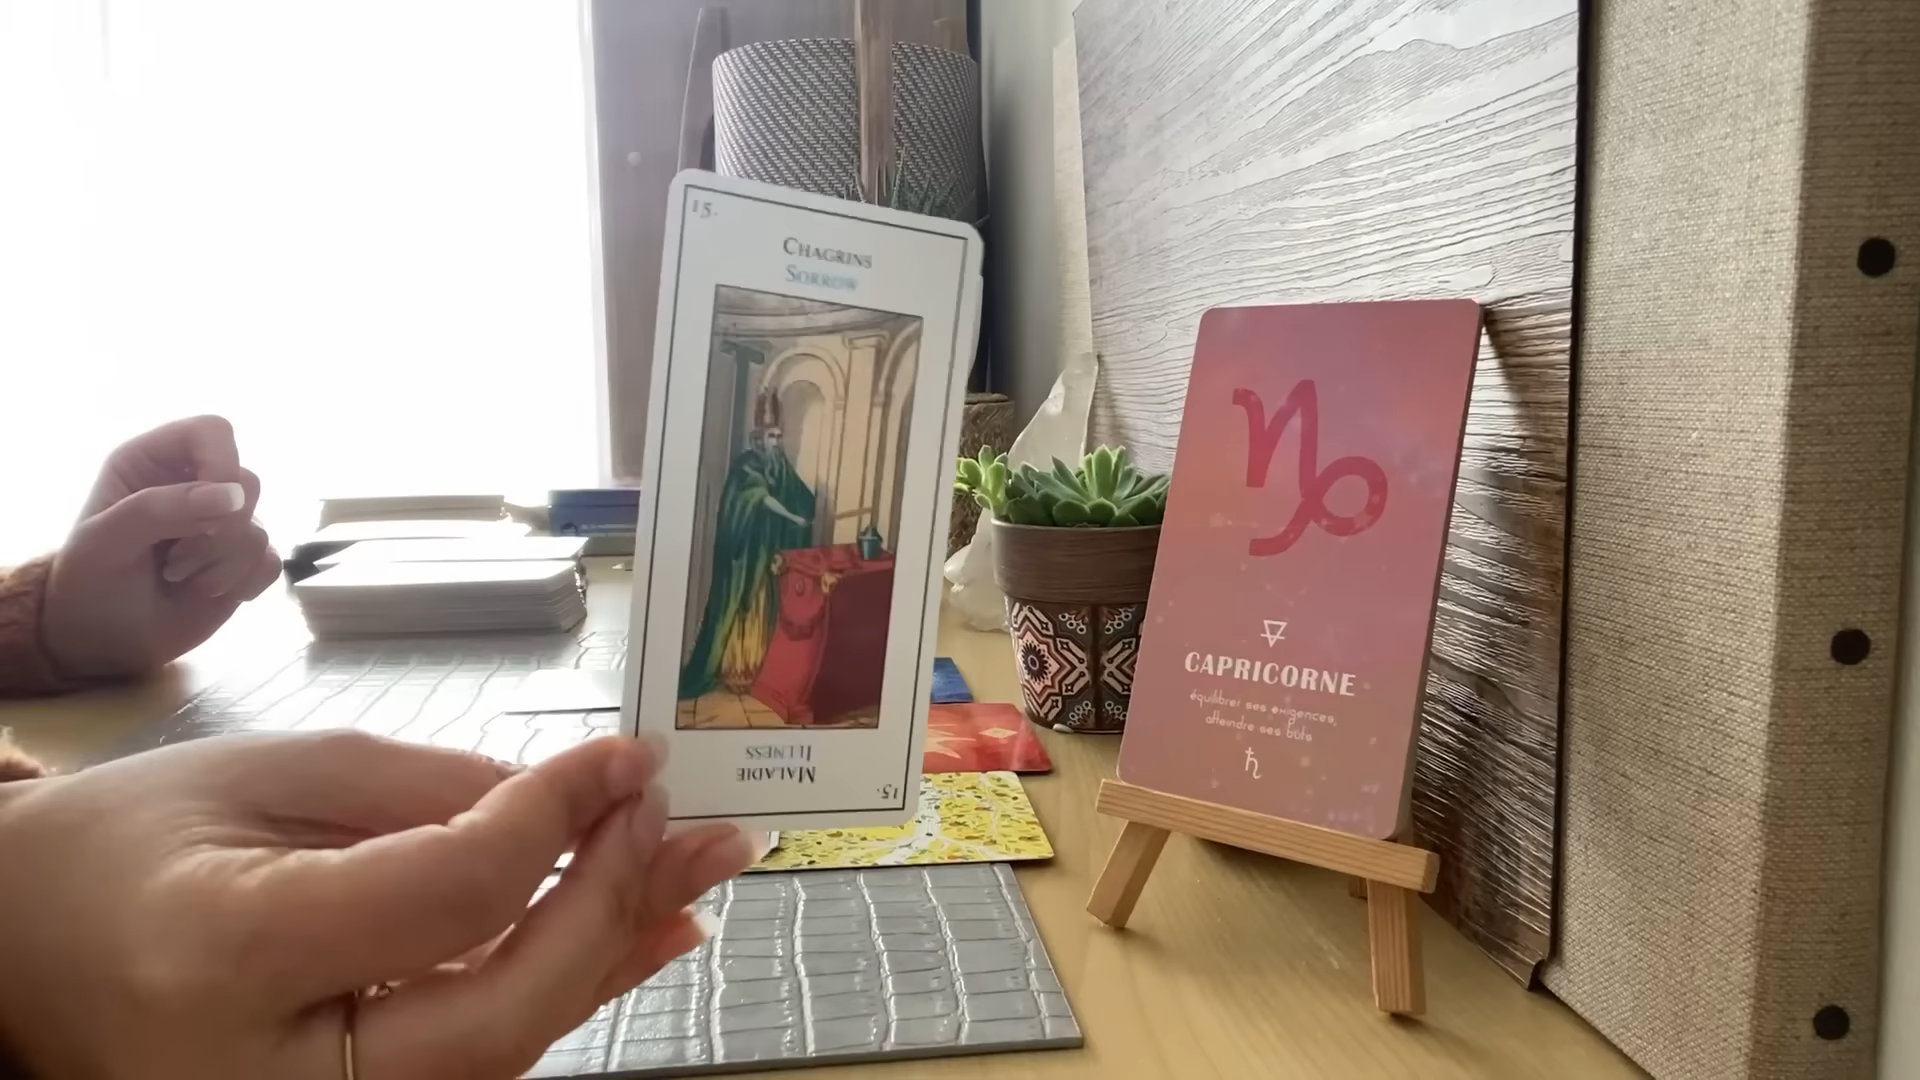 15.
CHAGRINS
SORROW
ILLNESS
MALADIE
15.
CAPRICORNE
équilibrer ses exigences,
atteindre ses buts